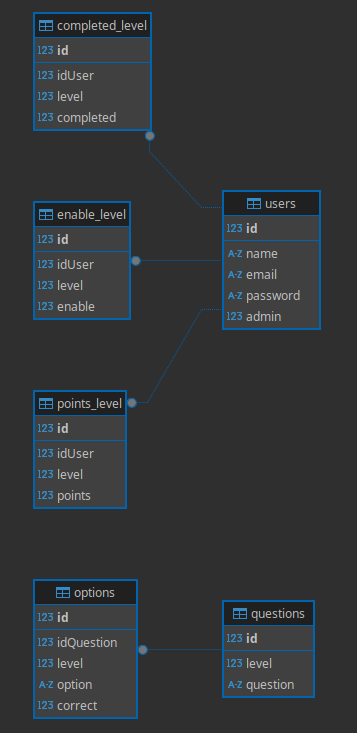 completed_level
123 id
123 idUser
123 level
123 completed
enable_level
123 id
123 idUser
123 level
123 enable
users
123 id
A-Z name
A-Z email
A-Z password
123 admin
points_level
123 id
123 idUser
123 level
123 points
options
123 id
123 idQuestion
123 level
A-Z option
123 correct
questions
123 id
123 level
A-Z question